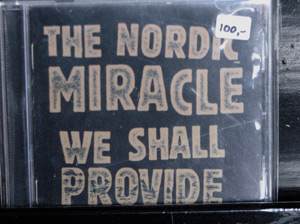 100,-
THE NORDIC
MIRACLE
WE SHALL
PROVIDE